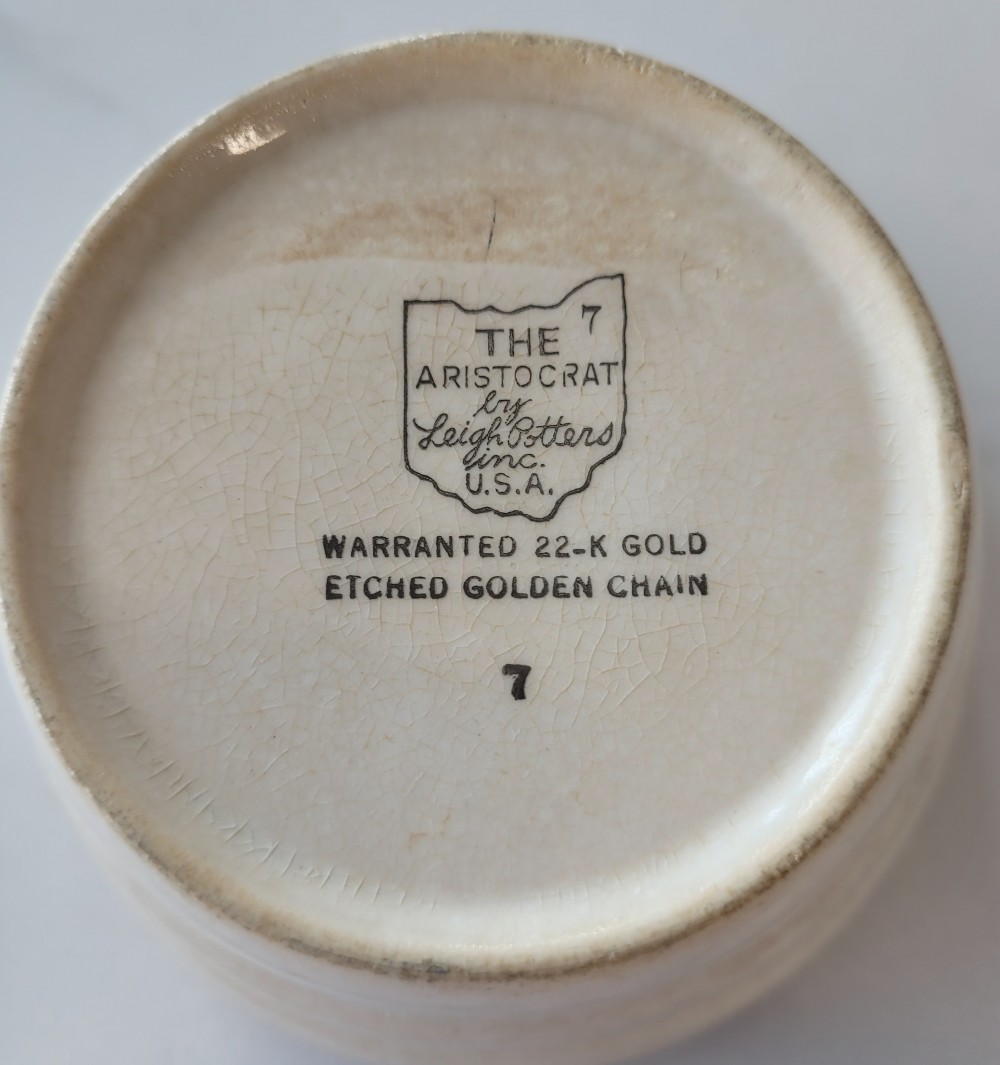 7
THE
ARISTOCRAT
by
Leigh Potters
inc.
U.S.A.
WARRANTED 22-K GOLD
ETCHED GOLDEN CHAIN
7